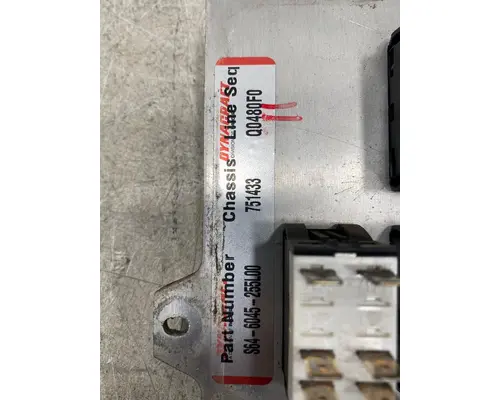 DYNACRAFT
Part Number Chassis Line Seq
S64-6045-255L00 751433 Q0480F0